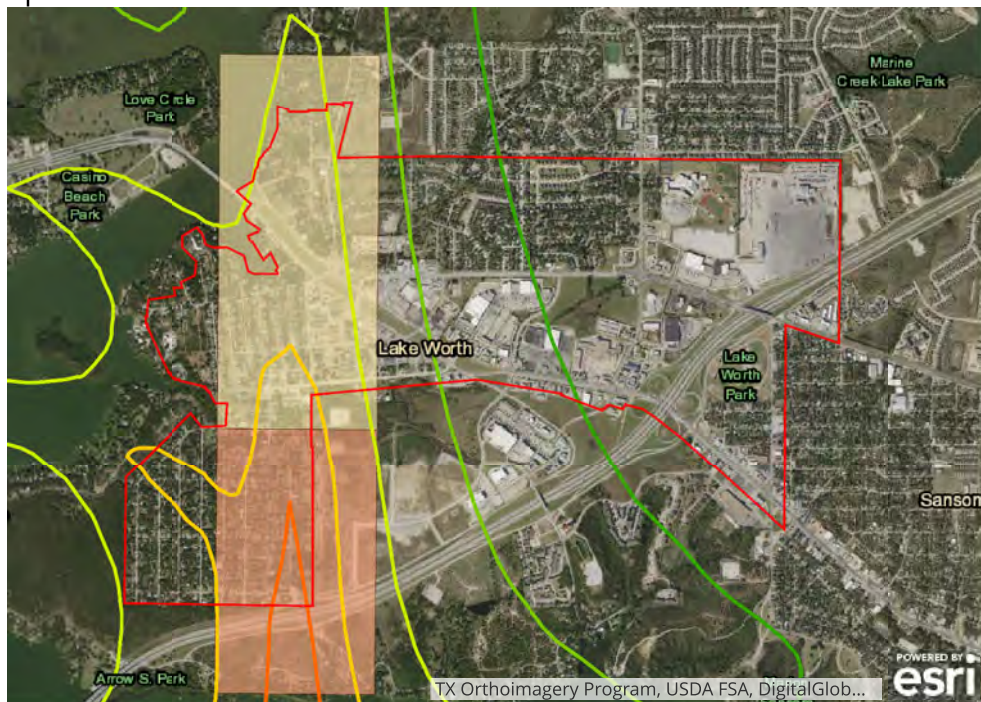 Marine
Creek Lake Park
Love Circle
Park
Casino
Beach
Park
Lake Worth
Lake
Worth
Park
Sanson
Arrow S. Park
POWERED BY
esri
TX Orthoimagery Program, USDA FSA, DigitalGlob...